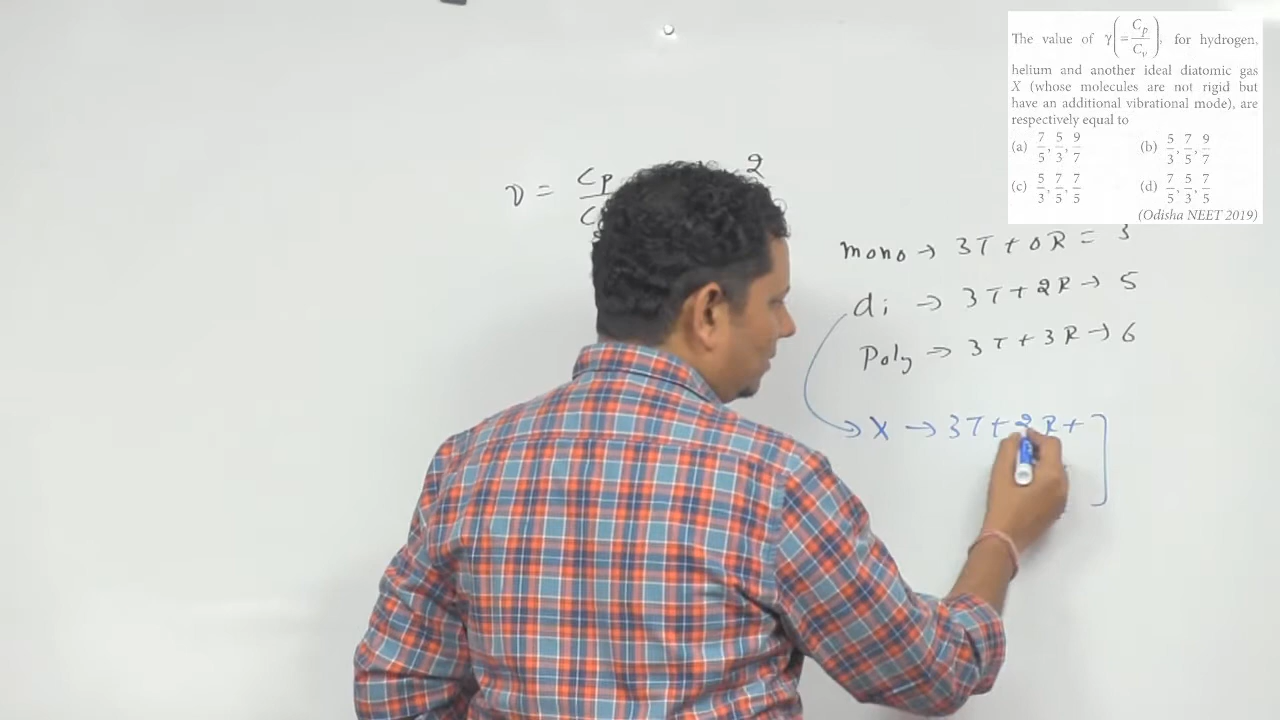 The value of γ(=Cp/Cv), for hydrogen,
helium and another ideal diatomic gas
X (whose molecules are not rigid but
have an additional vibrational mode), are
respectively equal to
(a) 7/5, 5/3, 9/7 (b) 5/3, 7/5, 9/7
(c) 5/3, 7/5, 7/5 (d) 7/5, 5/3, 7/5
(Odisha NEET 2019)
γ = Cp 2
mono → 3T + 0R = 3
di → 3T + 2R → 5
Poly → 3T + 3R → 6
X → 3T + 2R + ]